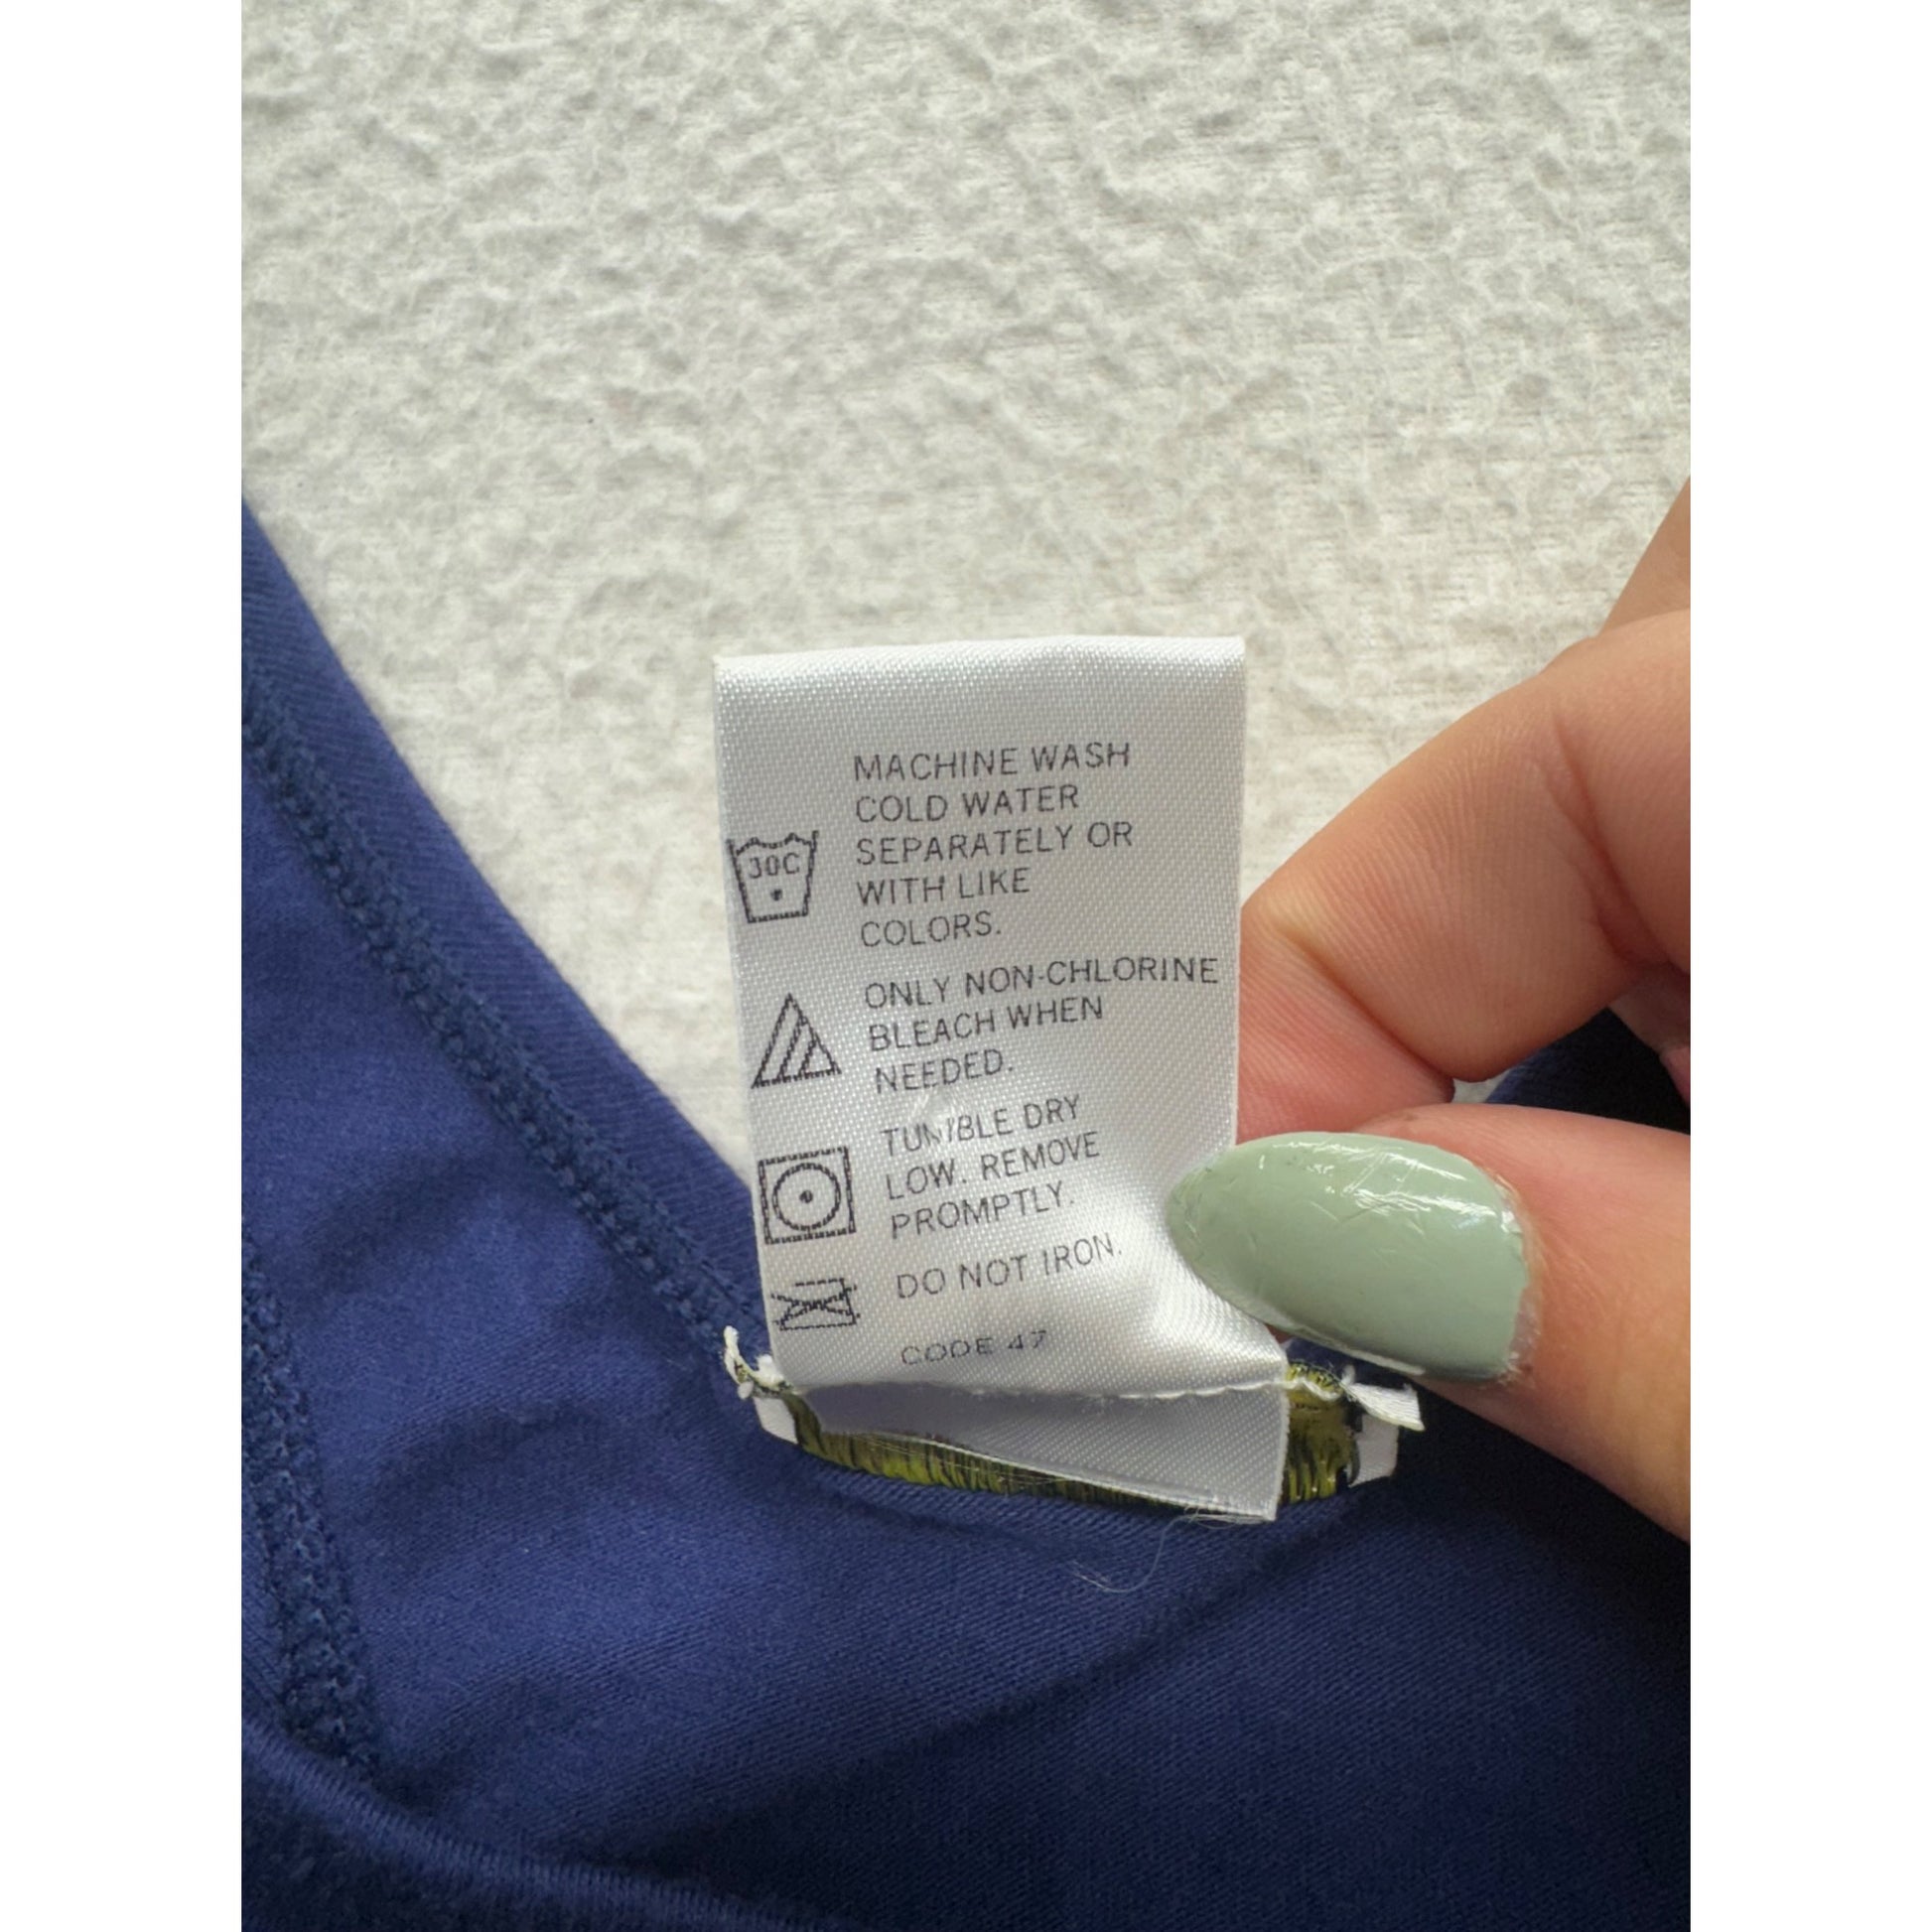 MACHINE WASH
COLD WATER
SEPARATELY OR
WITH LIKE
COLORS.
30C
ONLY NON-CHLORINE
BLEACH WHEN
NEEDED.
TUMBLE DRY
LOW. REMOVE
PROMPTLY.
DO NOT IRON.
CODE 47